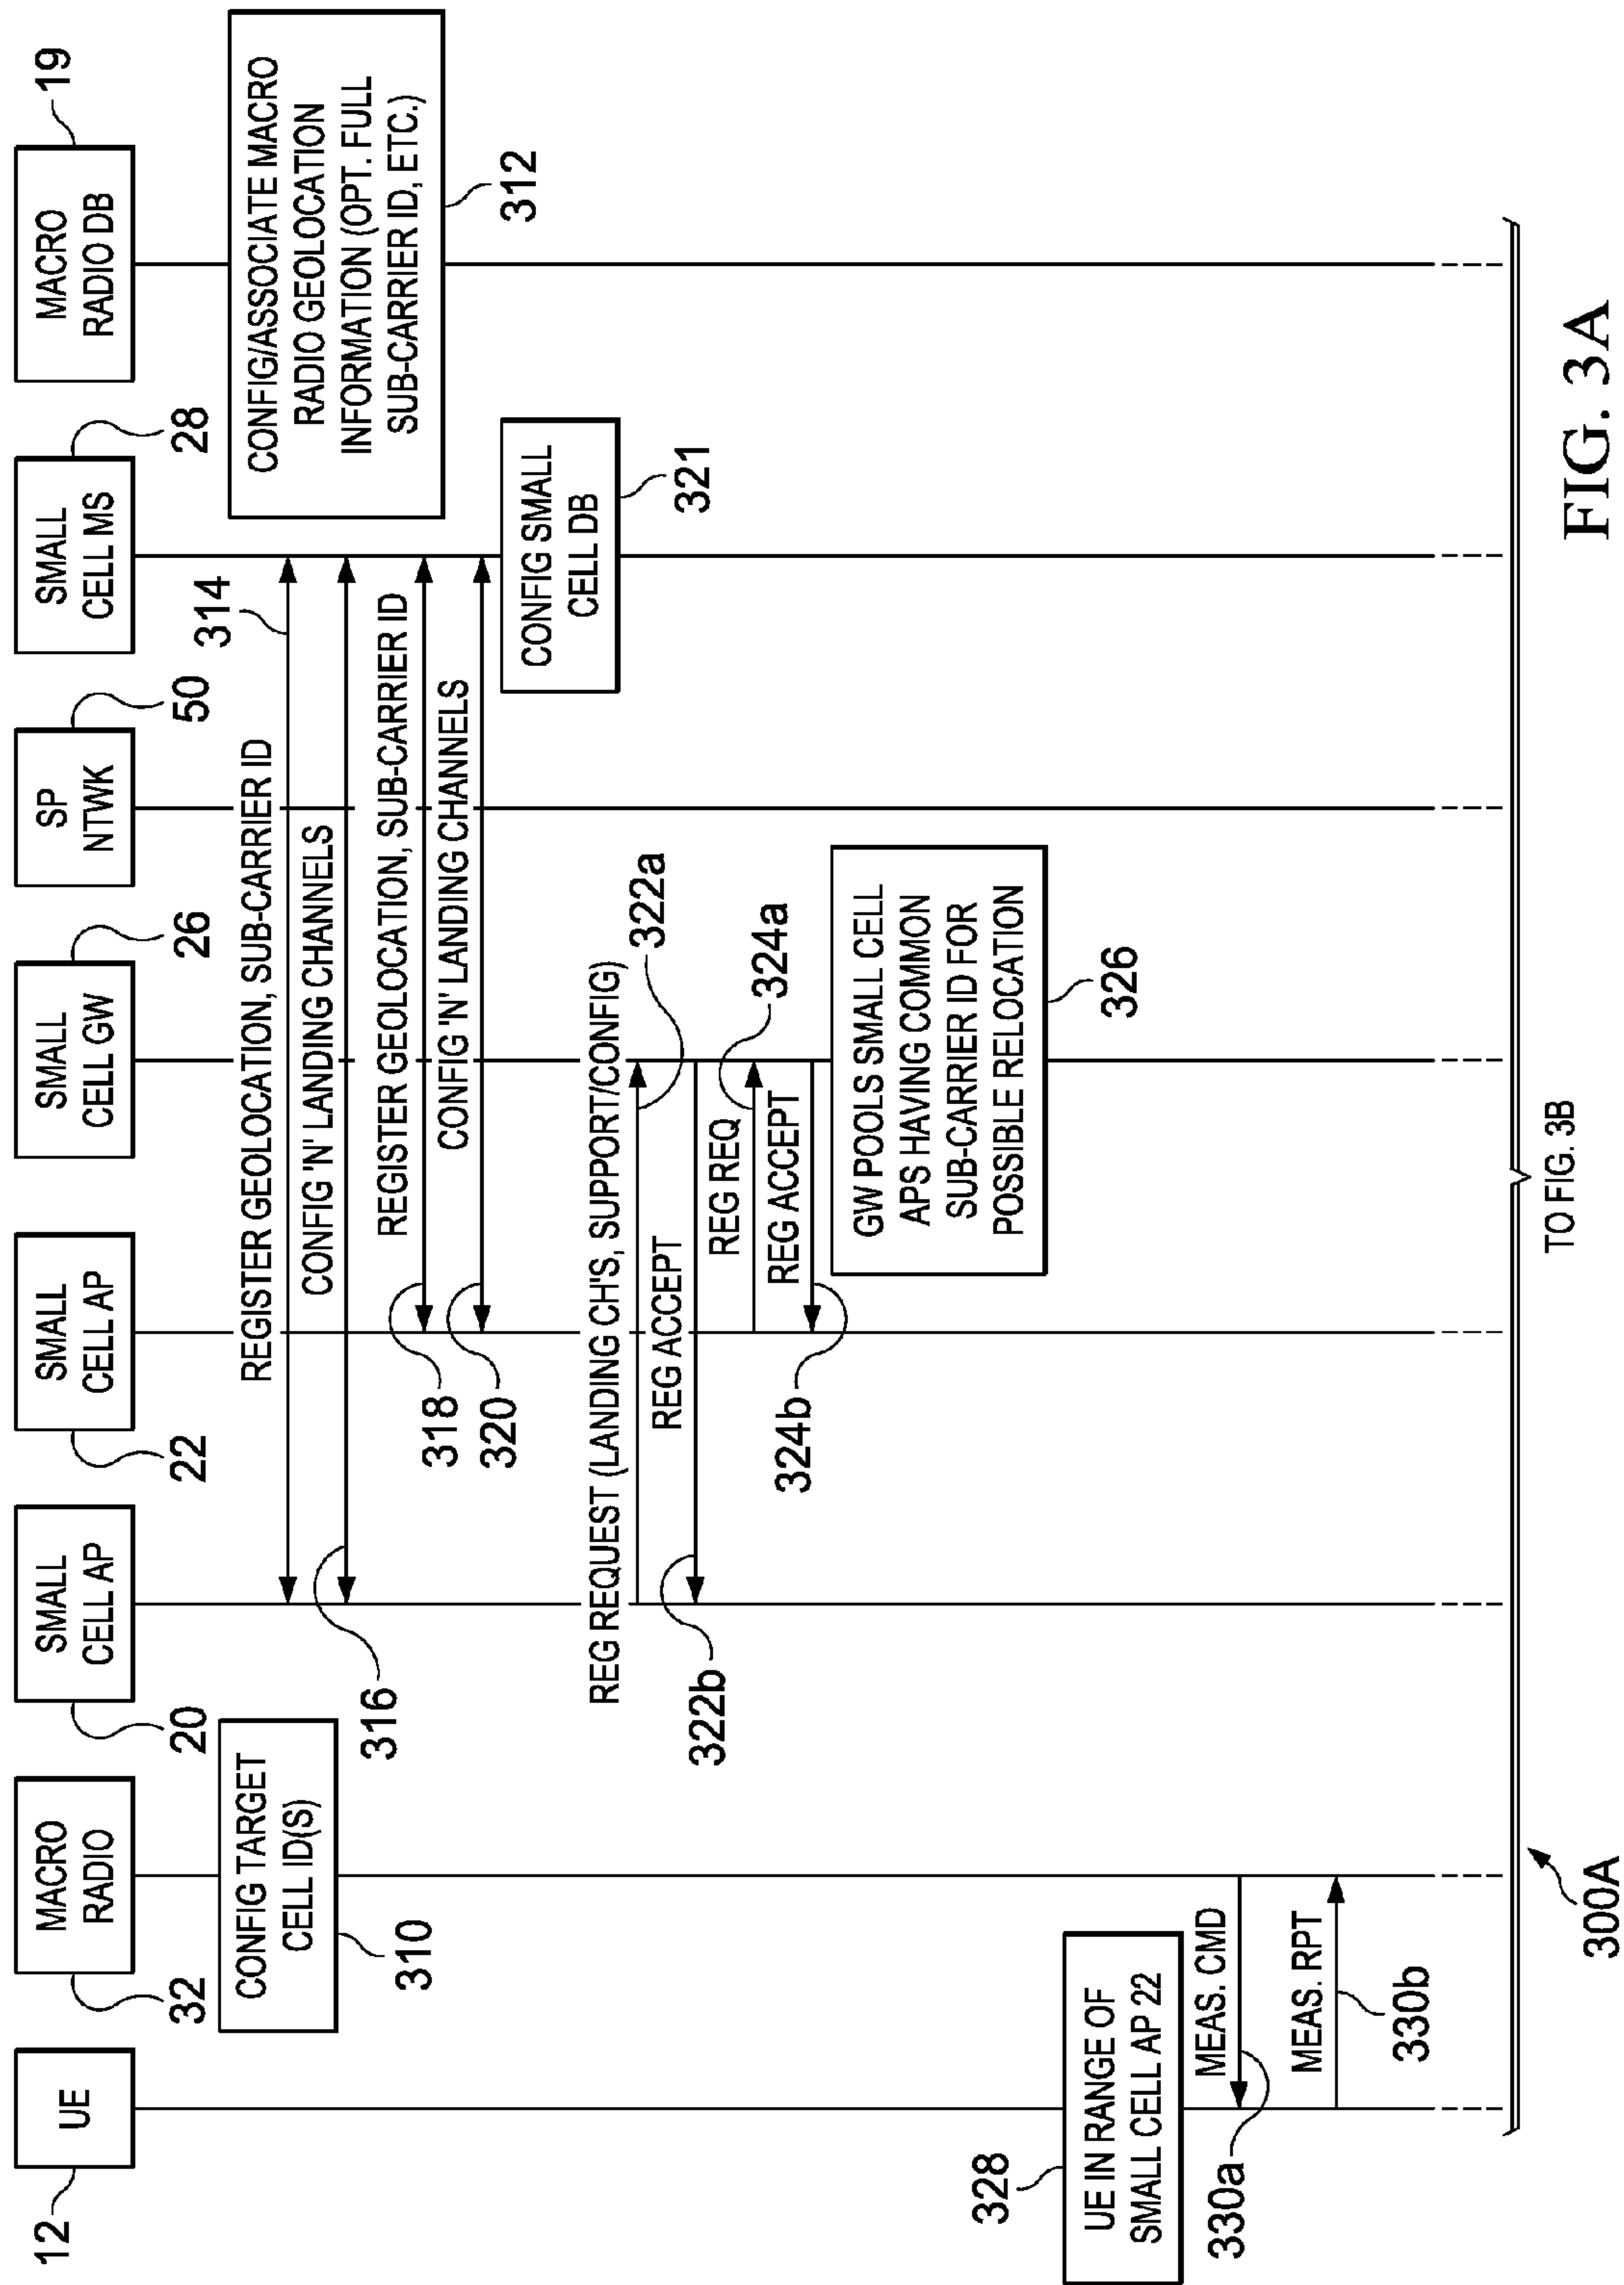 UE
12
MACRO
RADIO
32
SMALL
CELL AP
20
SMALL
CELL AP
22
SMALL
CELL GW
26
SP
NTWK
50
SMALL
CELL MS
28
MACRO
RADIO DB
19
CONFIG TARGET
CELL ID(S)
310
CONFIG/ASSOCIATE MACRO
RADIO GEOLOCATION
INFORMATION (OPT. FULL
SUB-CARRIER ID, ETC.)
312
REGISTER GEOLOCATION, SUB-CARRIER ID
314
CONFIG 'N' LANDING CHANNELS
316
REGISTER GEOLOCATION, SUB-CARRIER ID
318
CONFIG 'N' LANDING CHANNELS
320
CONFIG SMALL
CELL DB
321
REG REQUEST (LANDING CH'S, SUPPORT/CONFIG)
322a
REG ACCEPT
322b
REG REQ
324a
REG ACCEPT
324b
GW POOLS SMALL CELL
APS HAVING COMMON
SUB-CARRIER ID FOR
POSSIBLE RELOCATION
326
328
UE IN RANGE OF
SMALL CELL AP 22
MEAS. CMD
330a
MEAS. RPT
330b
300A
TO FIG. 3B
FIG. 3A